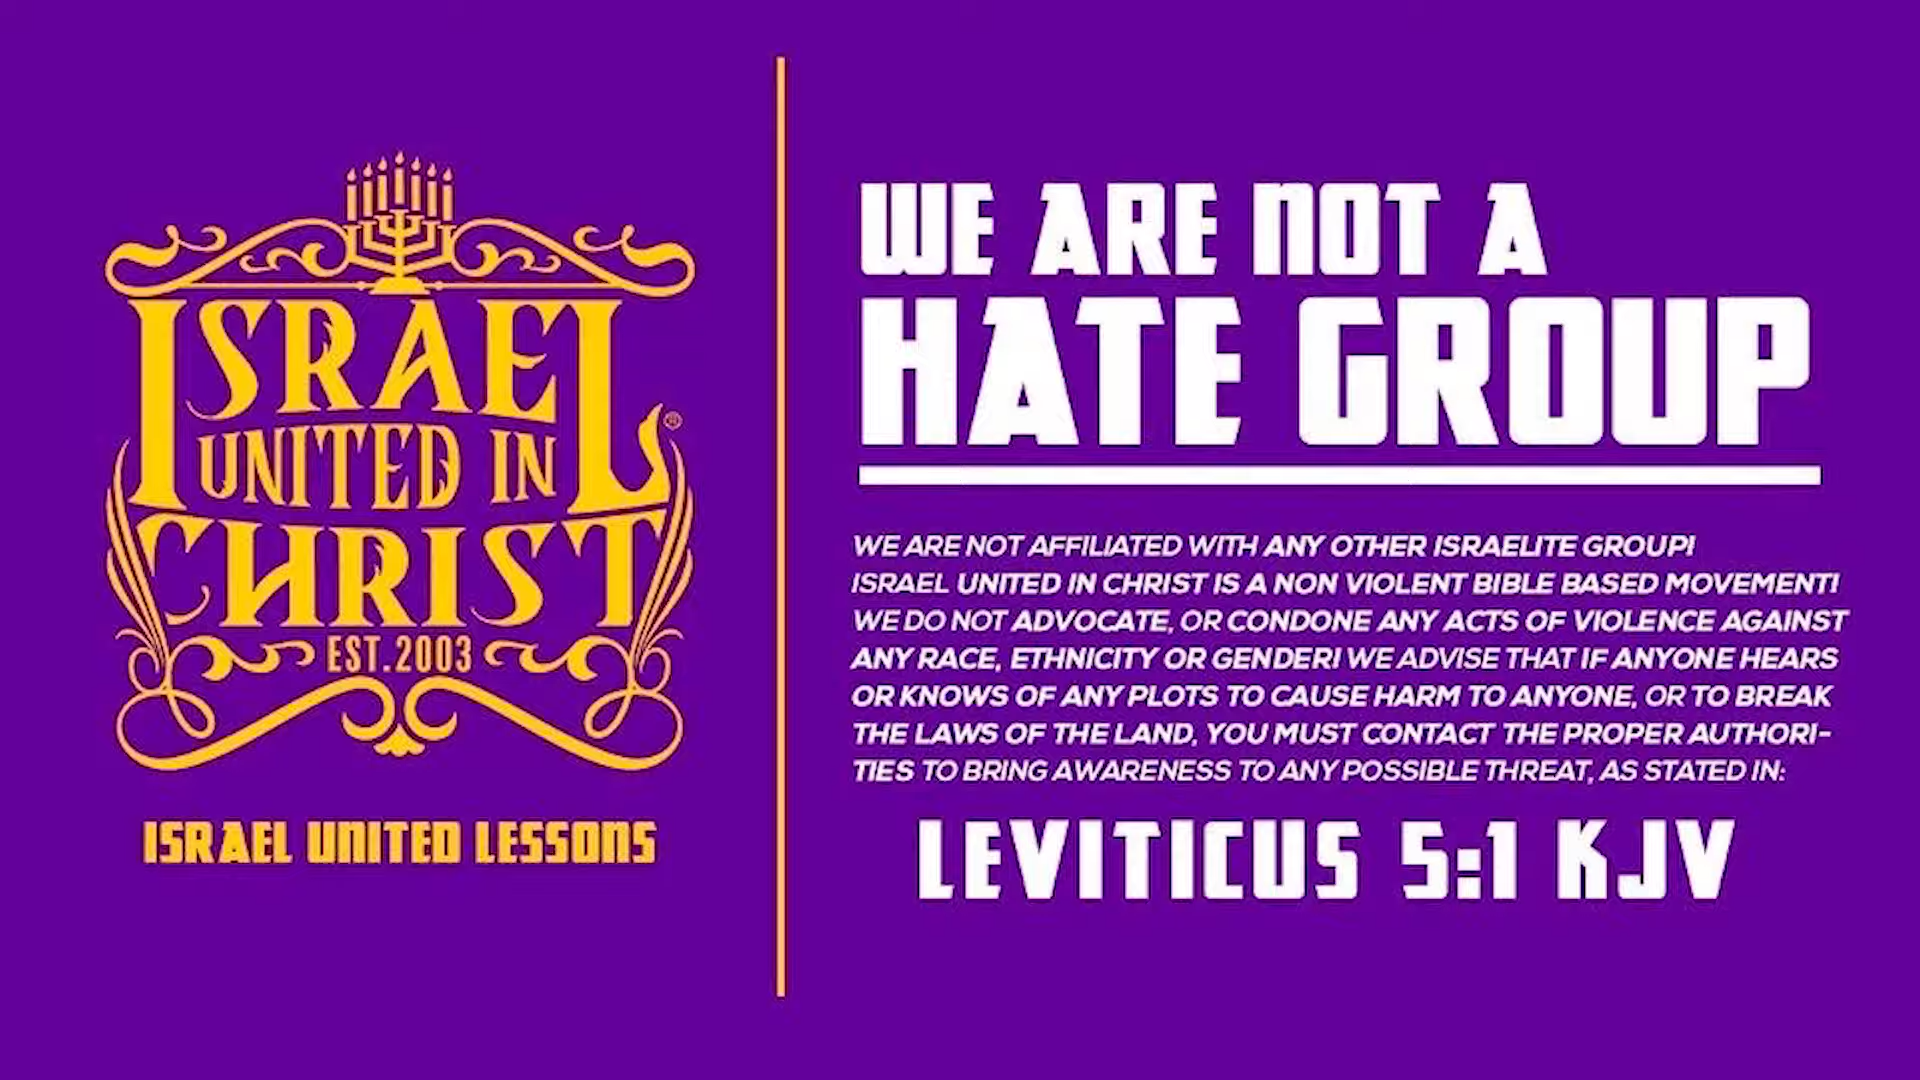 ISRAEL
UNITED IN
CHRIST
®
EST.2003
ISRAEL UNITED LESSONS
WE ARE NOT A
HATE GROUP
WE ARE NOT AFFILIATED WITH ANY OTHER ISRAELITE GROUP!
ISRAEL UNITED IN CHRIST IS A NON VIOLENT BIBLE BASED MOVEMENT!
WE DO NOT ADVOCATE, OR CONDONE ANY ACTS OF VIOLENCE AGAINST
ANY RACE, ETHNICITY OR GENDER! WE ADVISE THAT IF ANYONE HEARS
OR KNOWS OF ANY PLOTS TO CAUSE HARM TO ANYONE, OR TO BREAK
THE LAWS OF THE LAND, YOU MUST CONTACT THE PROPER AUTHORI-
TIES TO BRING AWARENESS TO ANY POSSIBLE THREAT, AS STATED IN:
LEVITICUS 5:1 KJV